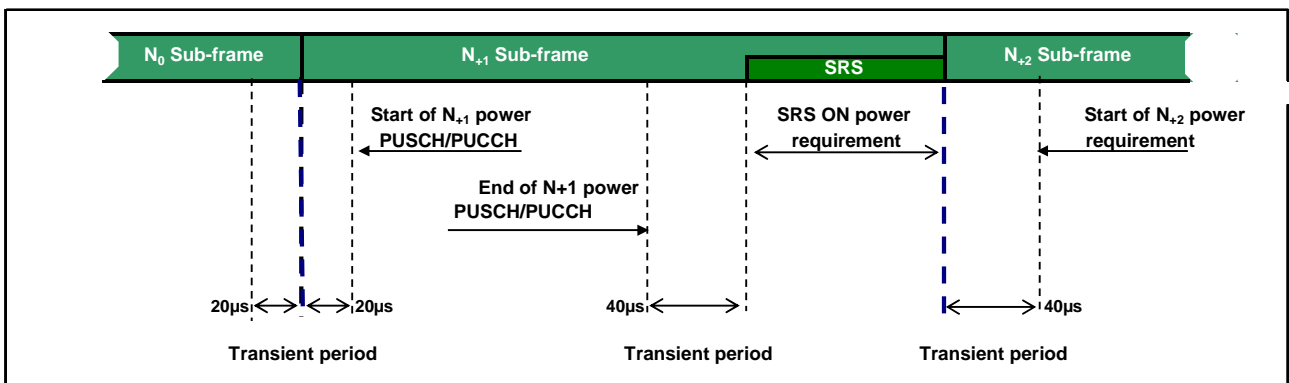 N0 Sub-frame
N+1 Sub-frame
SRS
N+2 Sub-frame
Start of N+1 power
PUSCH/PUCCH
SRS ON power
requirement
Start of N+2 power
requirement
End of N+1 power
PUSCH/PUCCH
20µs
20µs
40µs
40µs
Transient period
Transient period
Transient period